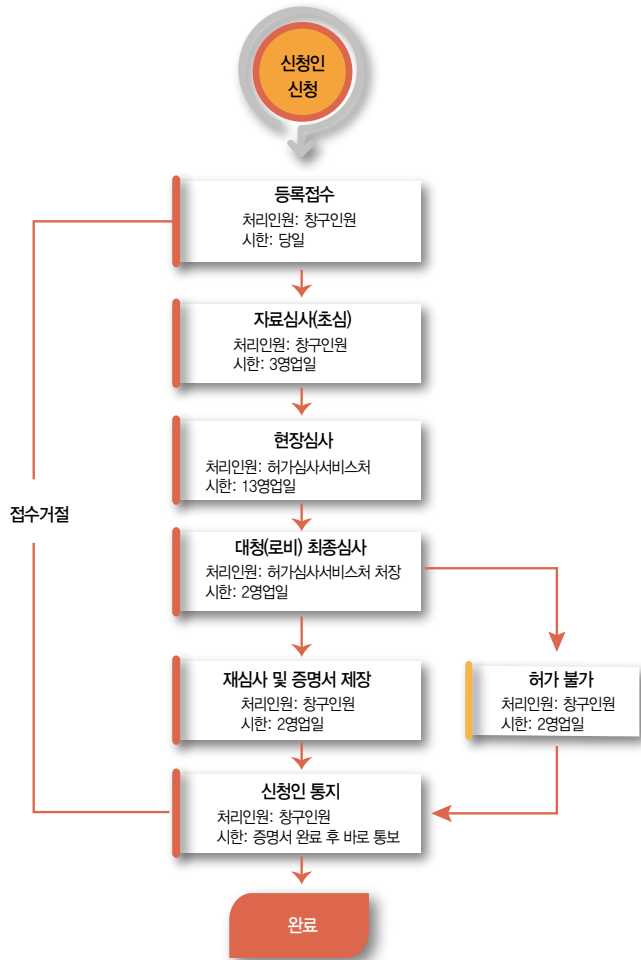 신청인
신청
등록접수
처리인원: 창구인원
시한: 당일
자료심사(초심)
처리인원: 창구인원
시한: 3영업일
현장심사
처리인원: 허가심사서비스처
시한: 13영업일
접수거절
대청(로비) 최종심사
처리인원: 허가심사서비스처 처장
시한: 2영업일
재심사 및 증명서 제장
처리인원: 창구인원
시한: 2영업일
허가 불가
처리인원: 창구인원
시한: 2영업일
신청인 통지
처리인원: 창구인원
시한: 증명서 완료 후 바로 통보
완료